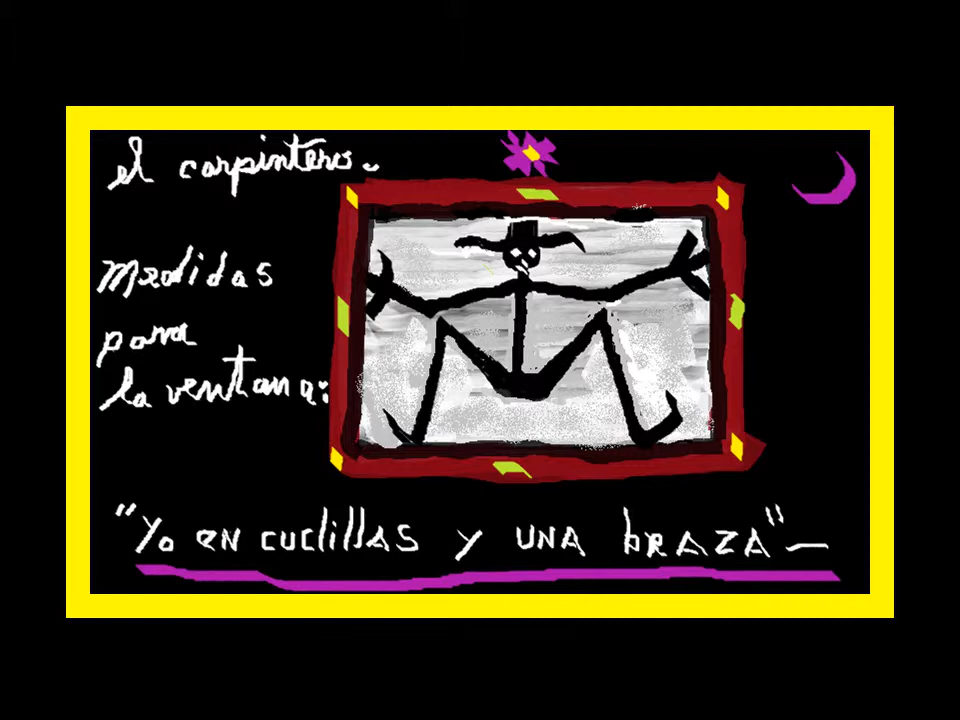 el carpintero.
Medidas
para
la ventana:
"Yo en cuclillas y una braza"—